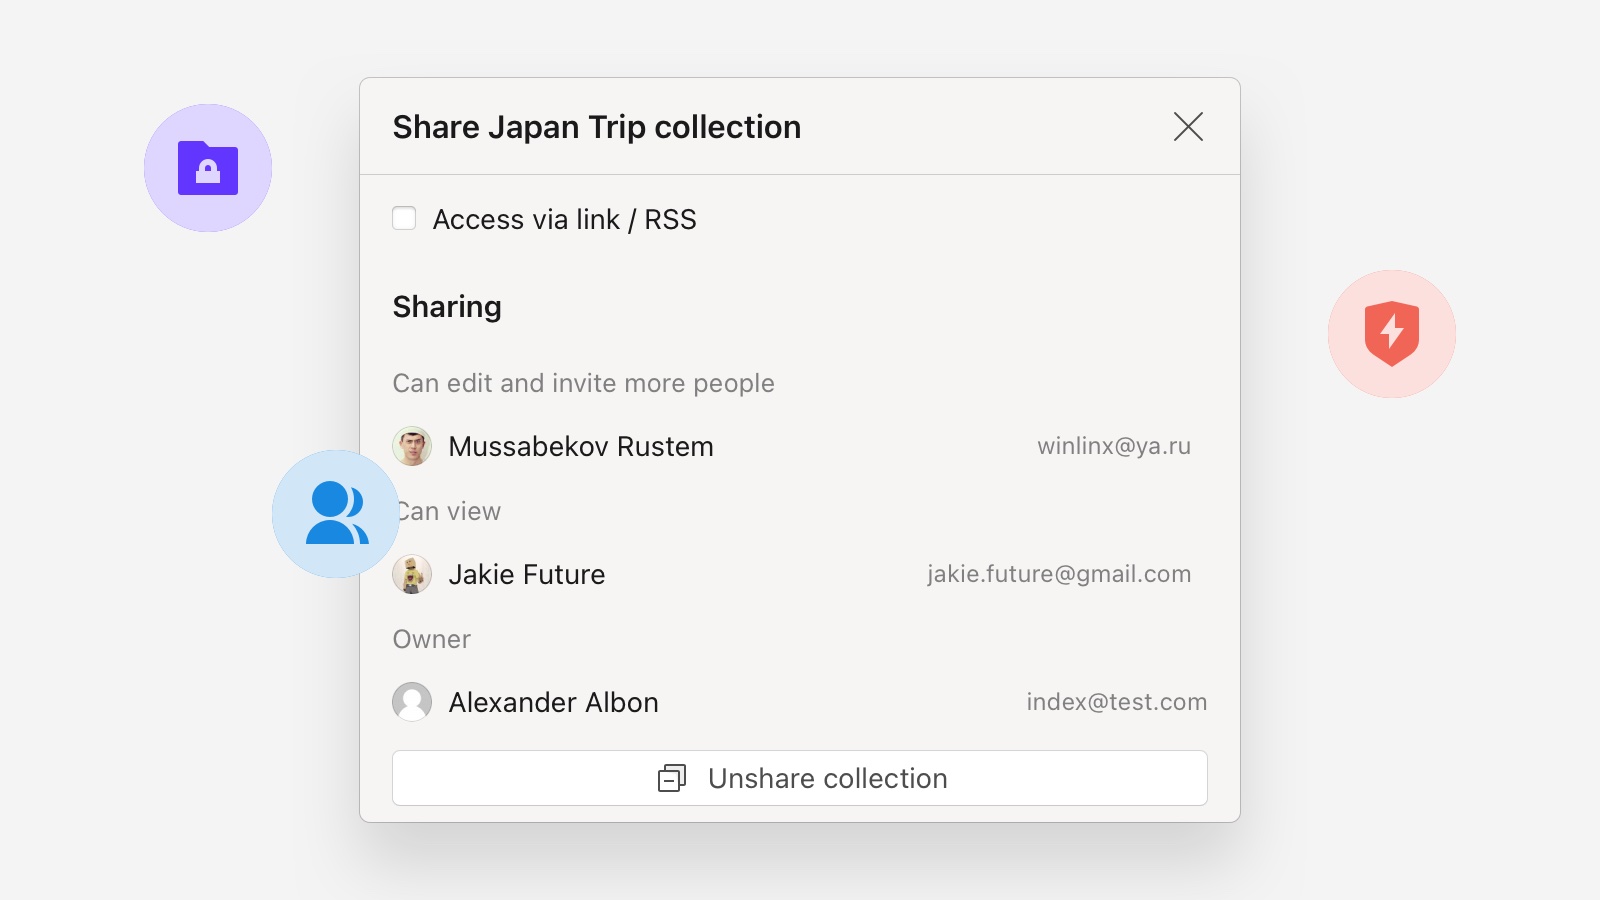 Share Japan Trip collection
Access via link / RSS
Sharing
Can edit and invite more people
Mussabekov Rustem winlinx@ya.ru
Can view
Jakie Future jakie.future@gmail.com
Owner
Alexander Albon index@test.com
Unshare collection